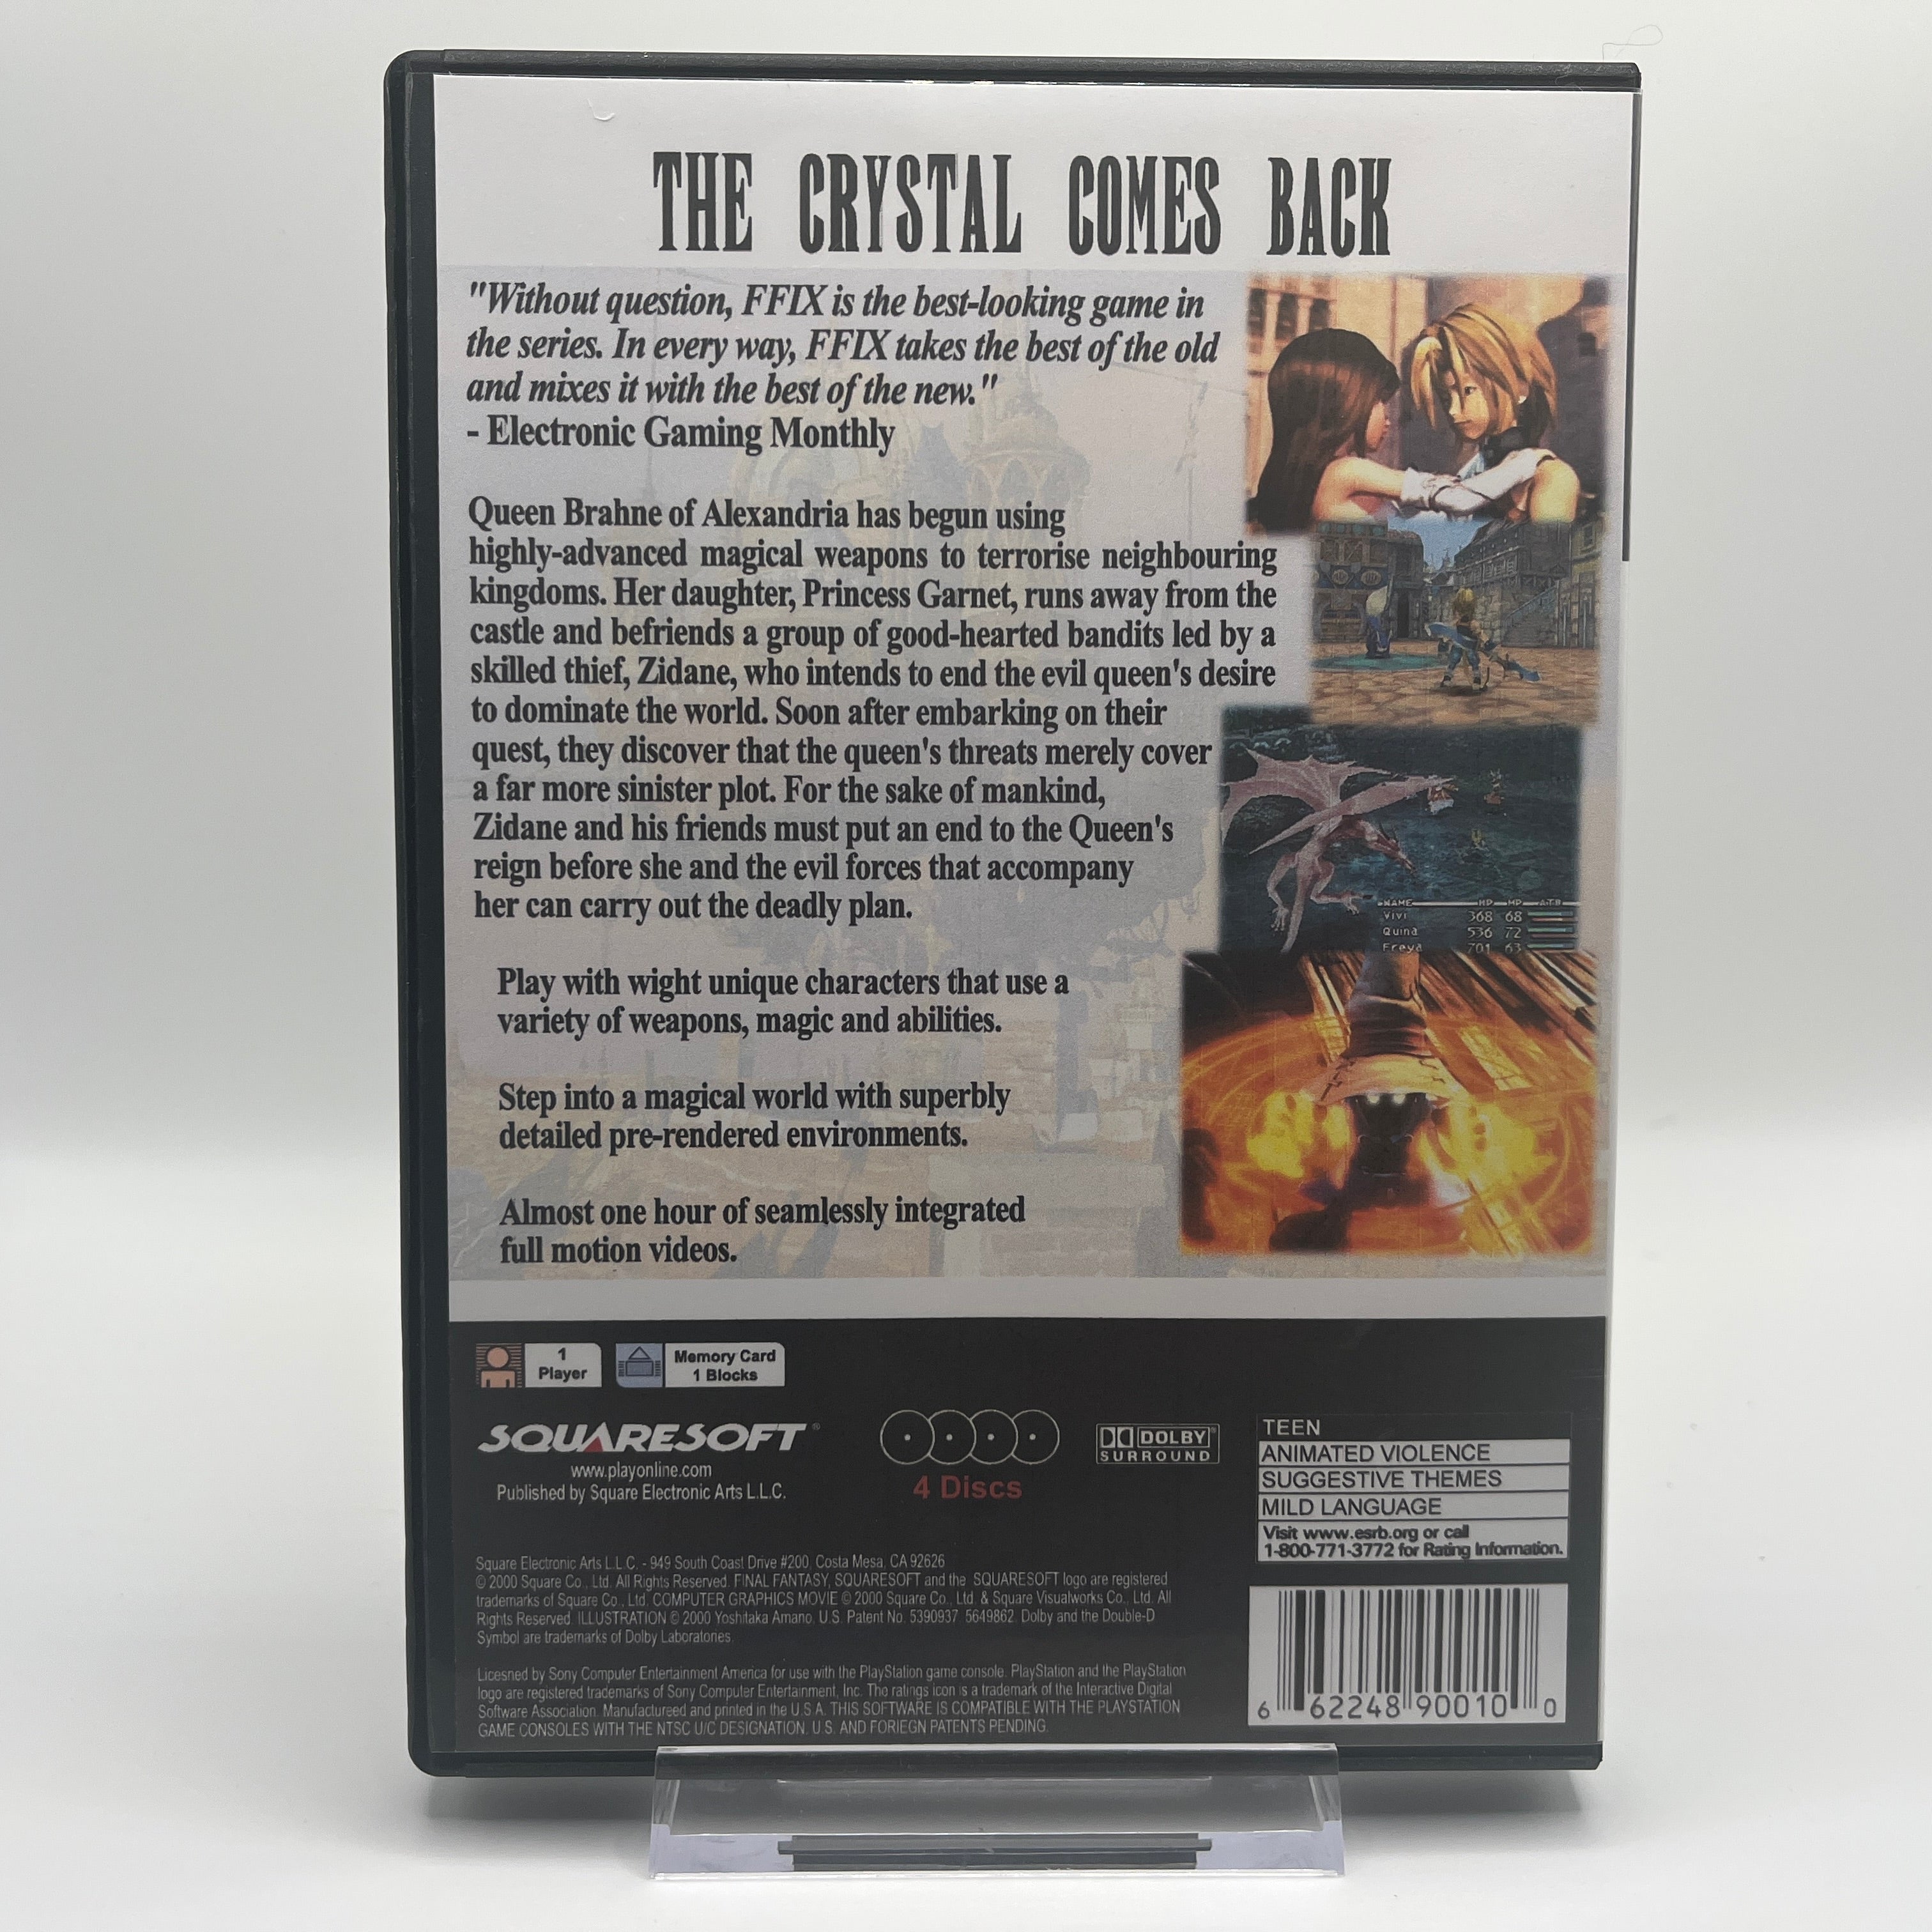 THE CRYSTAL COMES BACK
"Without question, FFIX is the best-looking game in
the series. In every way, FFIX takes the best of the old
and mixes it with the best of the new."
- Electronic Gaming Monthly
Queen Brahne of Alexandria has begun using
highly-advanced magical weapons to terrorise neighbouring
kingdoms. Her daughter, Princess Garnet, runs away from the
castle and befriends a group of good-hearted bandits led by a
skilled thief, Zidane, who intends to end the evil queen's desire
to dominate the world. Soon after embarking on their
quest, they discover that the queen's threats merely cover
a far more sinister plot. For the sake of mankind,
Zidane and his friends must put an end to the Queen's
reign before she and the evil forces that accompany
her can carry out the deadly plan.
NAME HP MP ATB
Vivi 368 68
Quina 536 72
Freya 701 63
Play with wight unique characters that use a
variety of weapons, magic and abilities.
Step into a magical world with superbly
detailed pre-rendered environments.
Almost one hour of seamlessly integrated
full motion videos.
1
Player
Memory Card
1 Blocks
SQUARESOFT®
www.playonline.com
Published by Square Electronic Arts L.L.C.
4 Discs
DOLBY®
SURROUND
TEEN
ANIMATED VIOLENCE
SUGGESTIVE THEMES
MILD LANGUAGE
Visit www.esrb.org or call
1-800-771-3772 for Rating Information.
Square Electronic Arts L.L.C. - 949 South Coast Drive #200, Costa Mesa, CA 92626
© 2000 Square Co., Ltd. All Rights Reserved. FINAL FANTASY, SQUARESOFT and the SQUARESOFT logo are registered
trademarks of Square Co., Ltd. COMPUTER GRAPHICS MOVIE © 2000 Square Co., Ltd. & Square Visualworks Co., Ltd. All
Rights Reserved. ILLUSTRATION © 2000 Yoshitaka Amano. U.S. Patent No. 5390937 5649862. Dolby and the Double-D
Symbol are trademarks of Dolby Laboratories.
Licesned by Sony Computer Entertainment America for use with the PlayStation game console. PlayStation and the PlayStation
logo are registered trademarks of Sony Computer Entertainment, Inc. The ratings icon is a trademark of the Interactive Digital
Software Association. Manufactureed and printed in the U.S.A. THIS SOFTWARE IS COMPATIBLE WITH THE PLAYSTATION
GAME CONSOLES WITH THE NTSC U/C DESIGNATION. U.S. AND FORIEGN PATENTS PENDING.
6 62248 90010 0